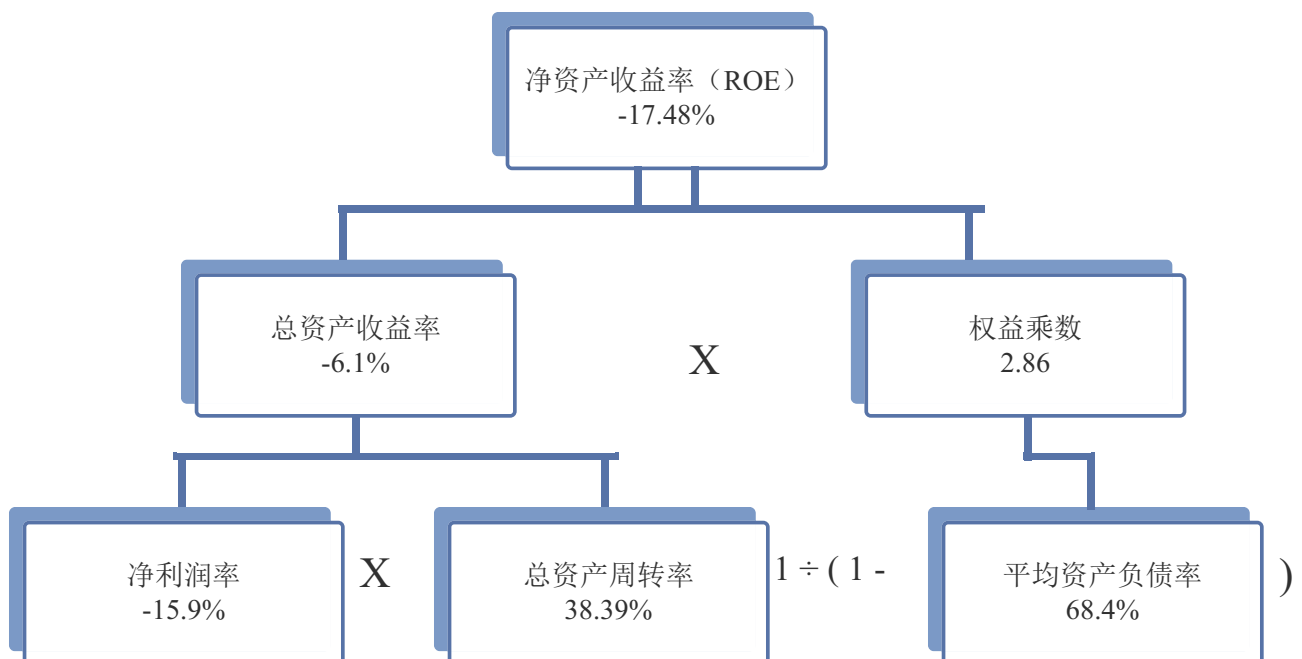 净资产收益率（ROE）
-17.48%
总资产收益率
-6.1%
X
权益乘数
2.86
净利润率
-15.9%
X
总资产周转率
38.39%
1 ÷ ( 1 -
平均资产负债率
68.4%
)